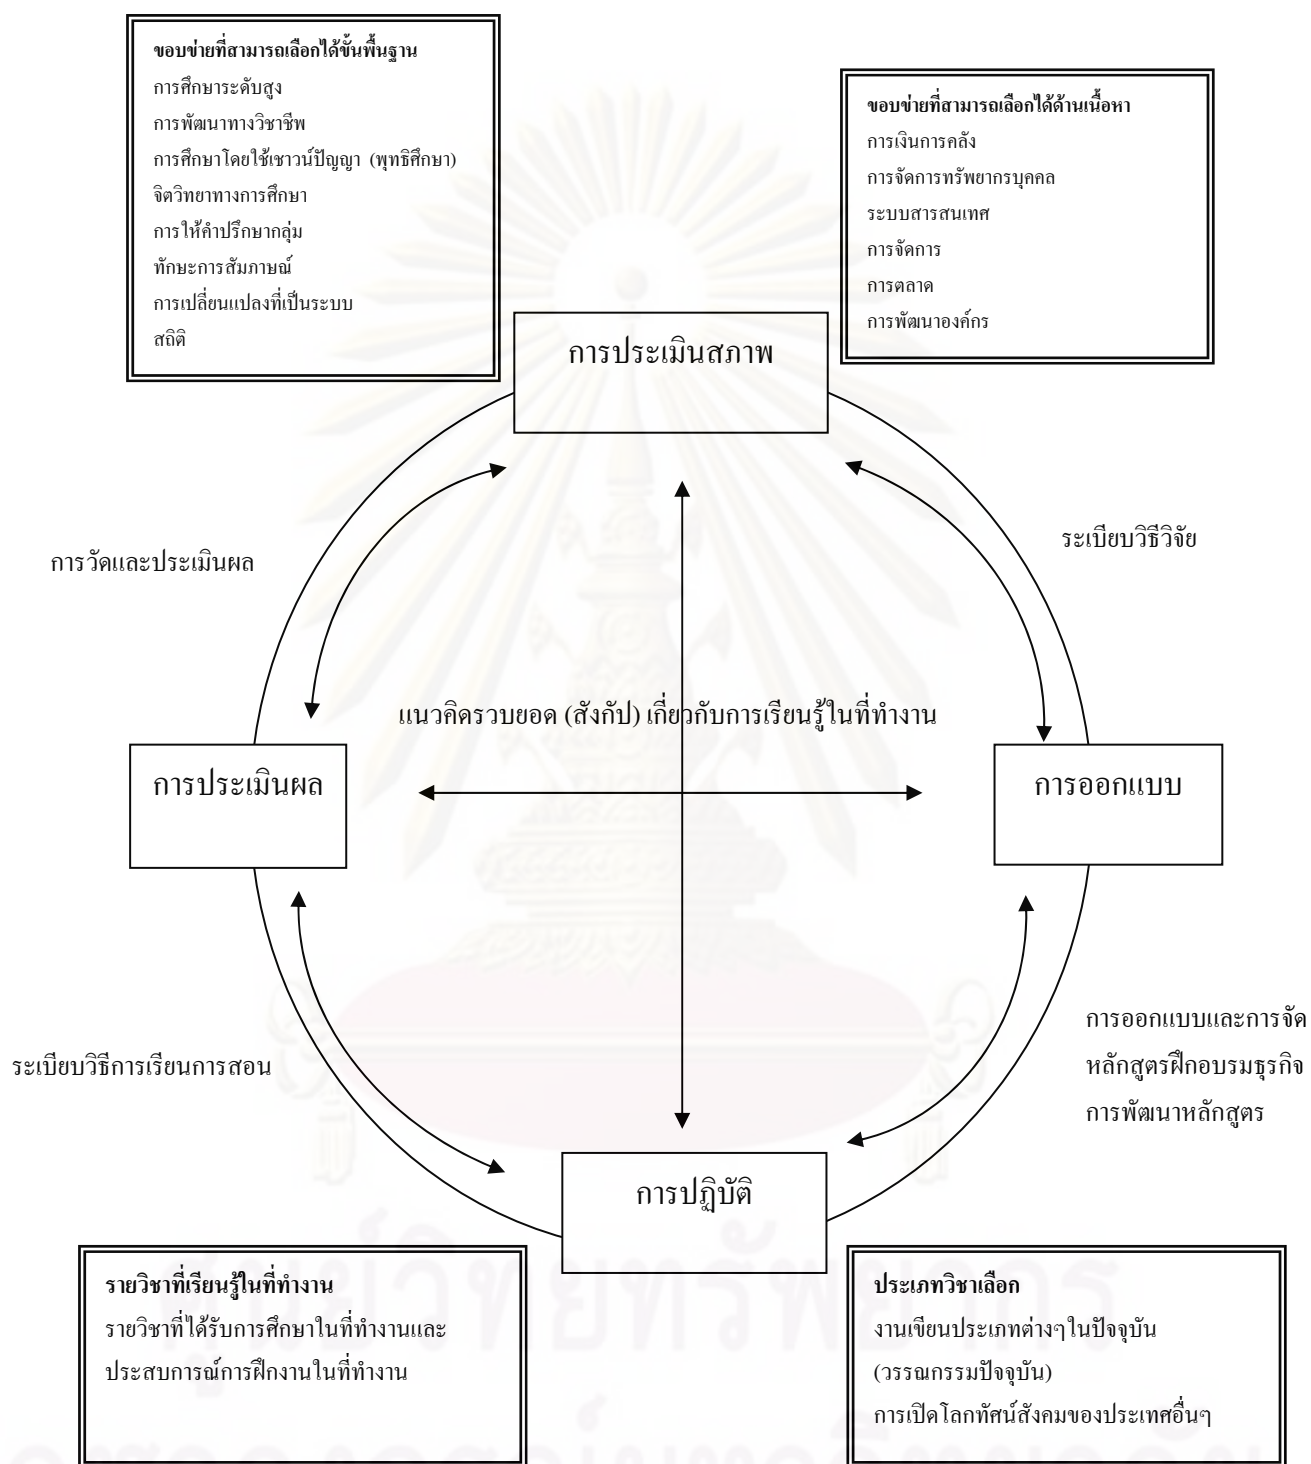 ขอบข่ายที่สามารถเลือกได้ขั้นพื้นฐาน
การศึกษาระดับสูง
การพัฒนาทางวิชาชีพ
การศึกษาโดยใช้เชาวน์ปัญญา (พุทธิศึกษา)
จิตวิทยาทางการศึกษา
การให้คำปรึกษากลุ่ม
ทักษะการสัมภาษณ์
การเปลี่ยนแปลงที่เป็นระบบ
สถิติ
ขอบข่ายที่สามารถเลือกได้ด้านเนื้อหา
การเงินการคลัง
การจัดการทรัพยากรบุคคล
ระบบสารสนเทศ
การจัดการ
การตลาด
การพัฒนาองค์กร
การประเมินสภาพ
ระเบียบวิธีวิจัย
การวัดและประเมินผล
แนวคิดรวบยอด (สังกัป) เกี่ยวกับการเรียนรู้ในที่ทำงาน
การประเมินผล
การออกแบบ
การออกแบบและการจัด
หลักสูตรฝึกอบรมธุรกิจ
การพัฒนาหลักสูตร
ระเบียบวิธีการเรียนการสอน
การปฏิบัติ
รายวิชาที่เรียนรู้ในที่ทำงาน
รายวิชาที่ได้รับการศึกษาในที่ทำงานและ
ประสบการณ์การฝึกงานในที่ทำงาน
ประเภทวิชาเลือก
งานเขียนประเภทต่างๆในปัจจุบัน
(วรรณกรรมปัจจุบัน)
การเปิดโลกทัศน์สังคมของประเทศอื่นๆ
ศูนย์วิทยทรัพยากร